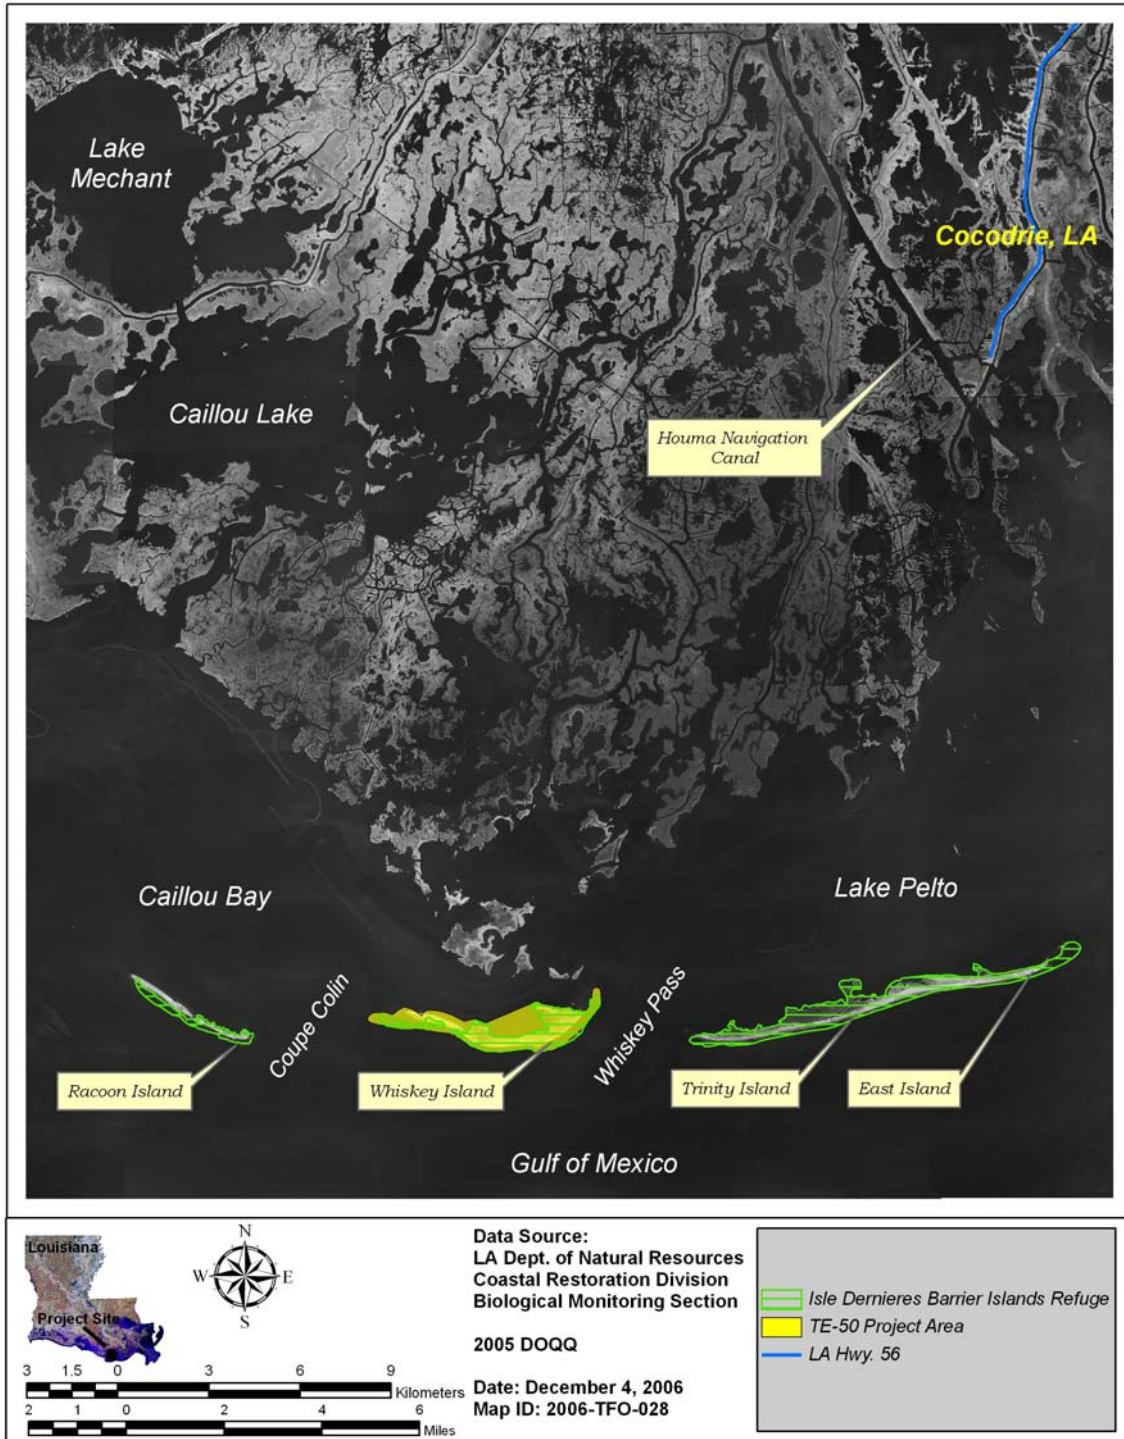 Lake
Mechant
Cocodrie, LA
Caillou Lake
Houma Navigation
Canal
Caillou Bay
Lake Pelto
Coupe Colin
Whiskey Pass
Racoon Island
Whiskey Island
Trinity Island
East Island
Gulf of Mexico
Louisiana
Project Site
N
W
E
S
3 1.5 0 3 6 9
Kilometers
2 1 0 2 4 6
Miles
Data Source:
LA Dept. of Natural Resources
Coastal Restoration Division
Biological Monitoring Section
2005 DOQQ
Date: December 4, 2006
Map ID: 2006-TFO-028
Isle Dernieres Barrier Islands Refuge
TE-50 Project Area
LA Hwy. 56